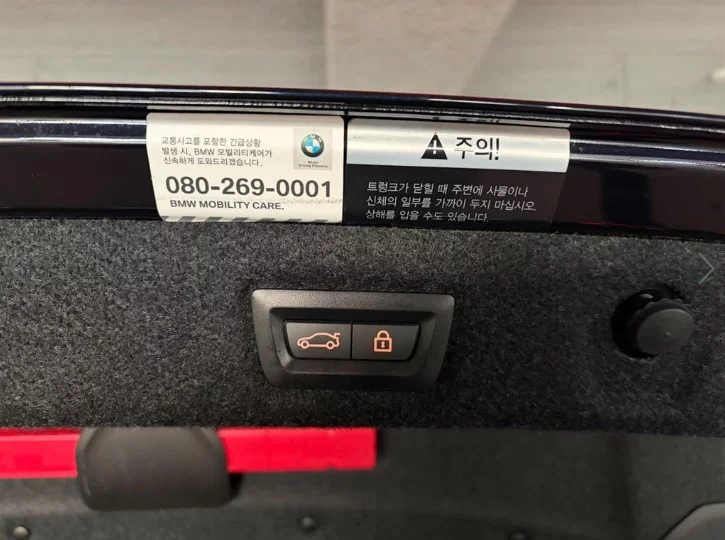 교통사고를 포함한 긴급상황
발생 시, BMW 모빌리티케어가
신속하게 도와드리겠습니다.
080-269-0001
BMW MOBILITY CARE.
주의!
트렁크가 닫힐 때 주변에 사물이나
신체의 일부를 가까이 두지 마십시오.
상해를 입을 수도 있습니다.